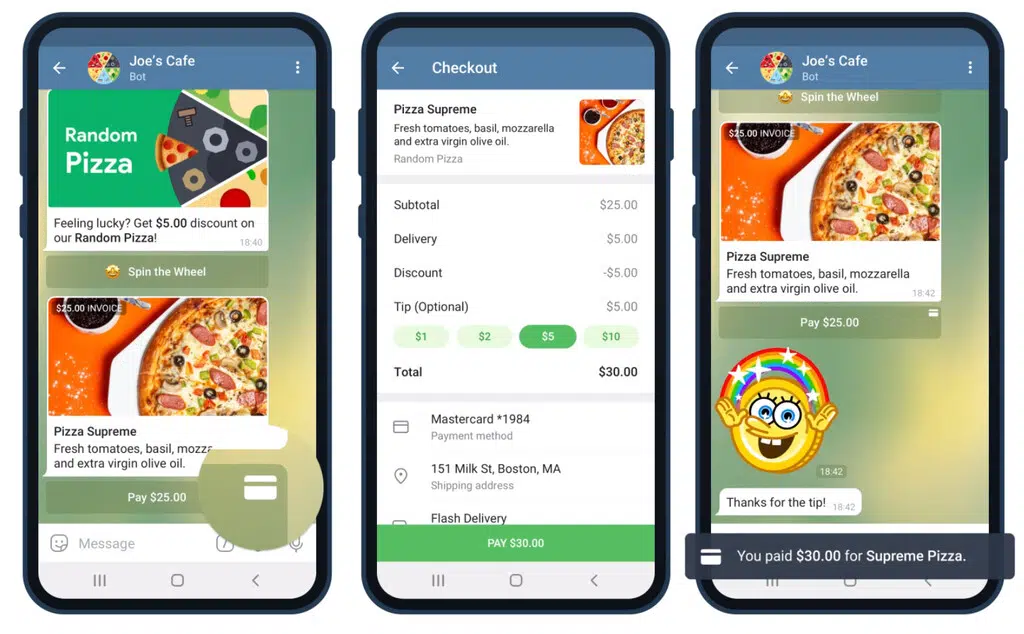 Joe's Cafe
Bot
Random
Pizza
Feeling lucky? Get $5.00 discount on
our Random Pizza!
18:40
Spin the Wheel
$25.00 INVOICE
Pizza Supreme
Fresh tomatoes, basil,
and extra virgin olive oil.
Pay $25.00
Message
Checkout
Pizza Supreme
Fresh tomatoes, basil, mozzarella
and extra virgin olive oil.
Random Pizza
Subtotal $25.00
Delivery $5.00
Discount -$5.00
Tip (Optional) $5.00
$1 $2 $5 $10
Total $30.00
Mastercard *1984
Payment method
151 Milk St, Boston, MA
Shipping address
Flash Delivery
PAY $30.00
Joe's Cafe
Bot
Spin the Wheel
$25.00 INVOICE
Pizza Supreme
Fresh tomatoes, basil, mozzarella
and extra virgin olive oil.
18:42
Pay $25.00
18:42
Thanks for the tip! 18:42
You paid $30.00 for Supreme Pizza.